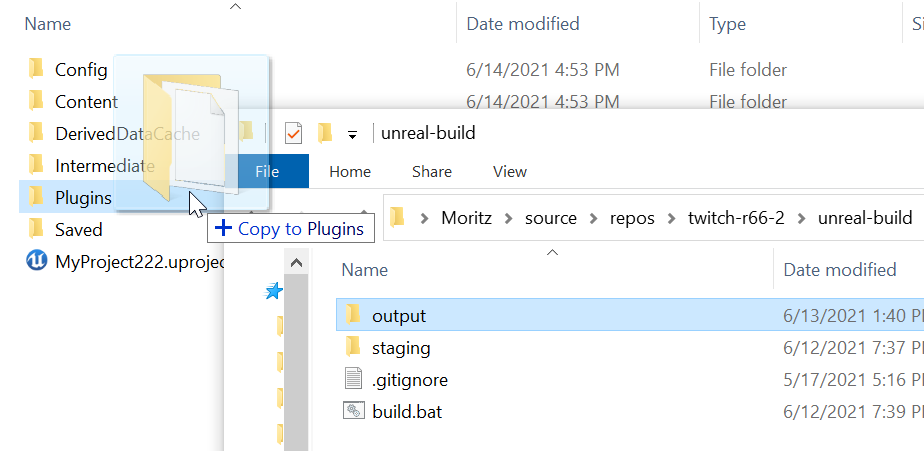 Name Date modified Type Si
Config 6/14/2021 4:53 PM File folder
Content 6/14/2021 4:53 PM File folder
DerivedDataCache
Intermediate
Plugins
Saved
MyProject222.uprojec
Copy to Plugins
unreal-build
File Home Share View
Moritz source repos twitch-r66-2 unreal-build
Name Date modified
output 6/13/2021 1:40 P
staging 6/12/2021 7:37 P
.gitignore 5/17/2021 5:16 P
build.bat 6/12/2021 7:39 P